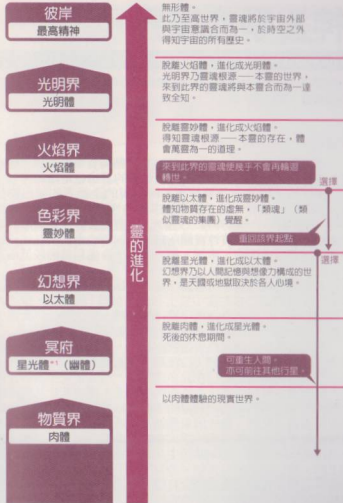 彼岸
最高精神
無形體。
此乃至高世界，靈魂將於宇宙外部
與宇宙意識合而為一，於時空之外
得知宇宙的所有歷史。
光明界
光明體
脫離火焰體，進化成光明體。
光明界乃靈魂根源——本靈的世界，
來到此界的靈魂將與本靈合而為一達
致全知。
火焰界
火焰體
脫離靈妙體，進化成火焰體。
得知靈魂根源——本靈的存在，體
會萬靈為一的道理。
來到此界的靈魂便幾乎不會再輪迴
轉世。
選擇
色彩界
靈妙體
脫離以太體，進化成靈妙體。
體知物質存在的虛無，「類魂」（類
似靈魂的集團）覺醒。
重回該界起點
靈的進化
幻想界
以太體
脫離星光體，進化成以太體。
幻想界乃以人間記憶與想像力構成的世
界，是天國或地獄取決於各人心境。
選擇
冥府
星光體*¹（幽體）
脫離肉體，進化成星光體。
死後的休息期間。
可重生人間。
亦可前往其他行星。
物質界
肉體
以肉體體驗的現實世界。